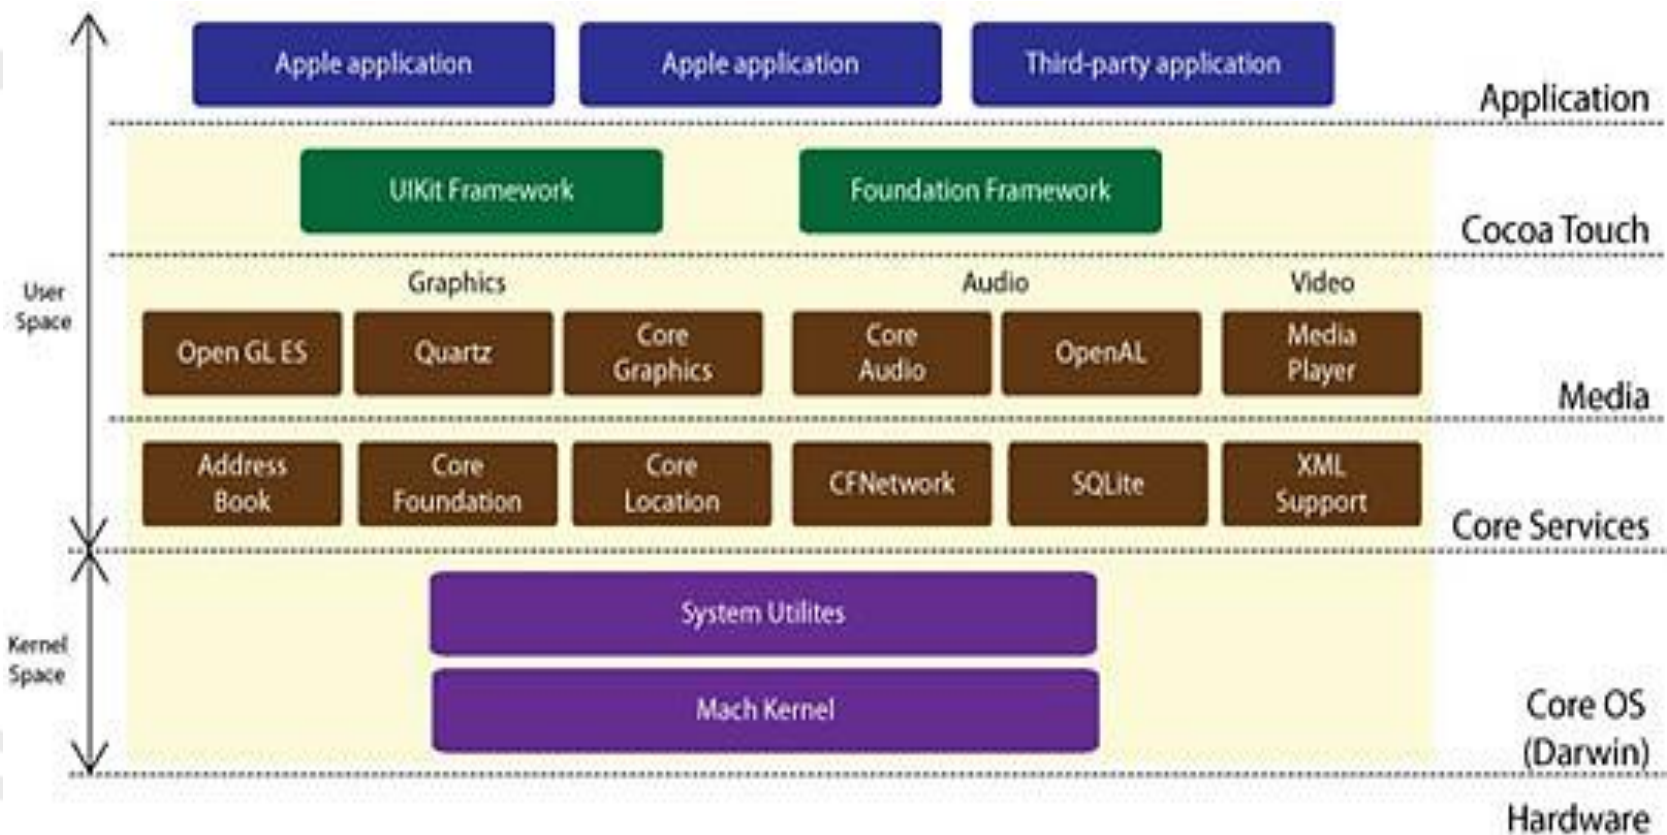 Apple application
Apple application
Third-party application
Application
UIKit Framework
Foundation Framework
Cocoa Touch
Graphics
Audio
Video
User
Space
Open GL ES
Quartz
Core
Graphics
Core
Audio
OpenAL
Media
Player
Media
Address
Book
Core
Foundation
Core
Location
CFNetwork
SQLite
XML
Support
Core Services
System Utilites
Kernel
Space
Mach Kernel
Core OS
(Darwin)
Hardware